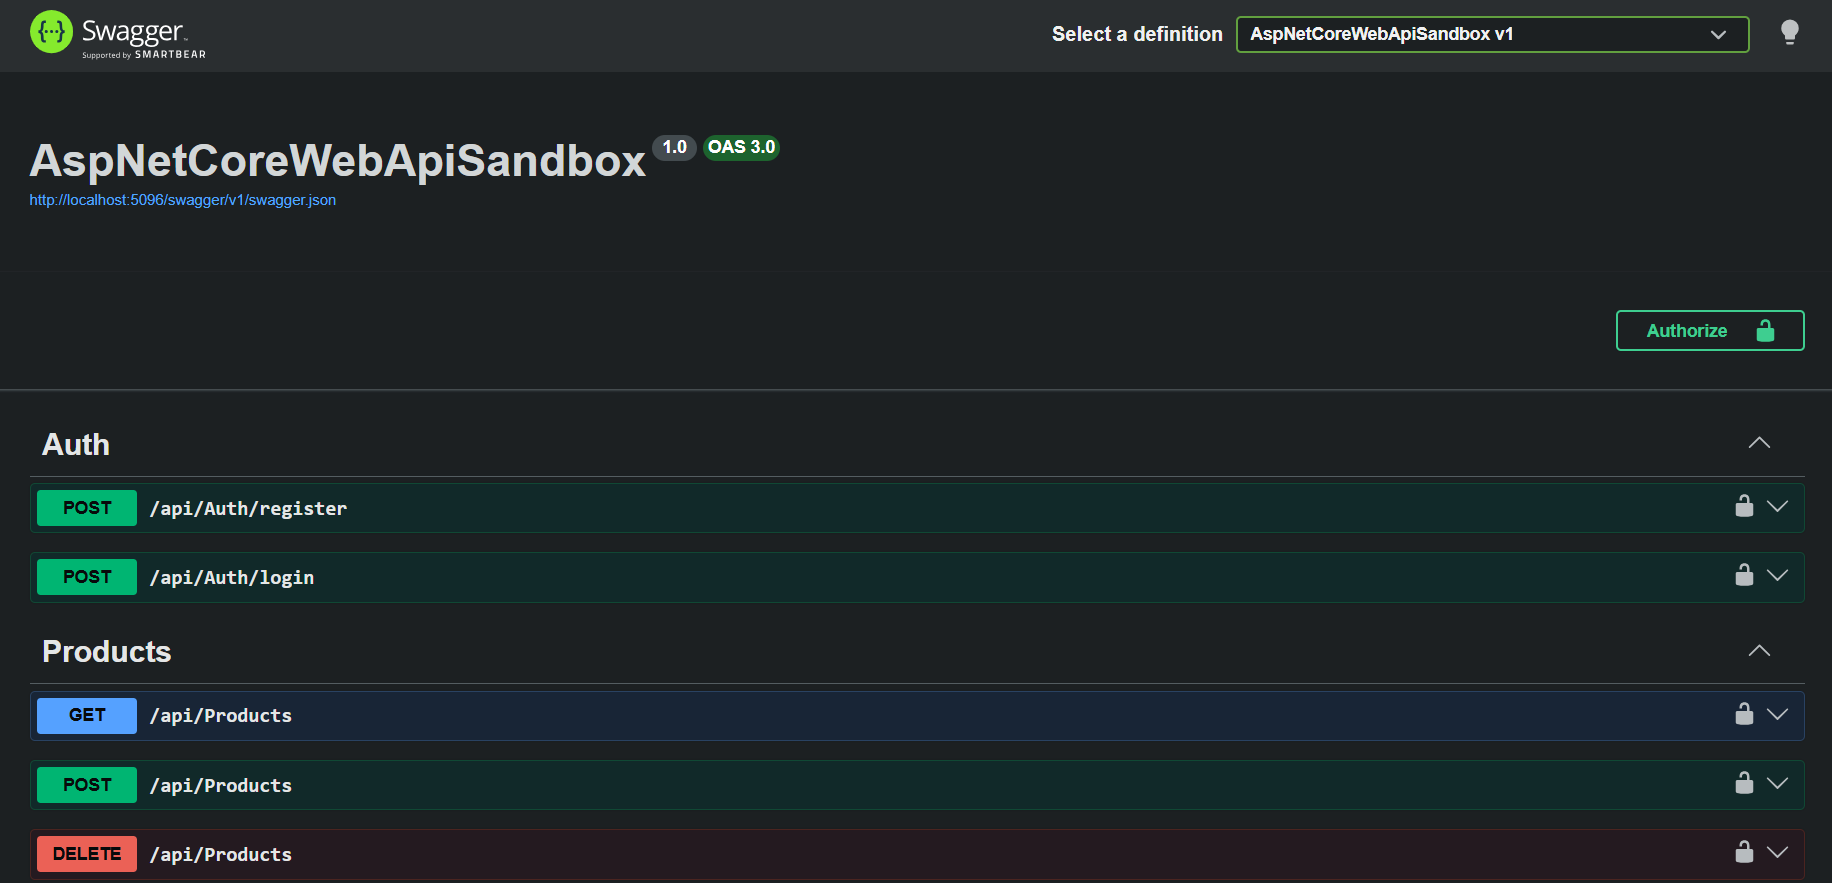 Swagger
Supported by SMARTBEAR
Select a definition
AspNetCoreWebApiSandbox v1
AspNetCoreWebApiSandbox 1.0 OAS 3.0
http://localhost:5096/swagger/v1/swagger.json
Authorize
Auth
POST /api/Auth/register
POST /api/Auth/login
Products
GET /api/Products
POST /api/Products
DELETE /api/Products